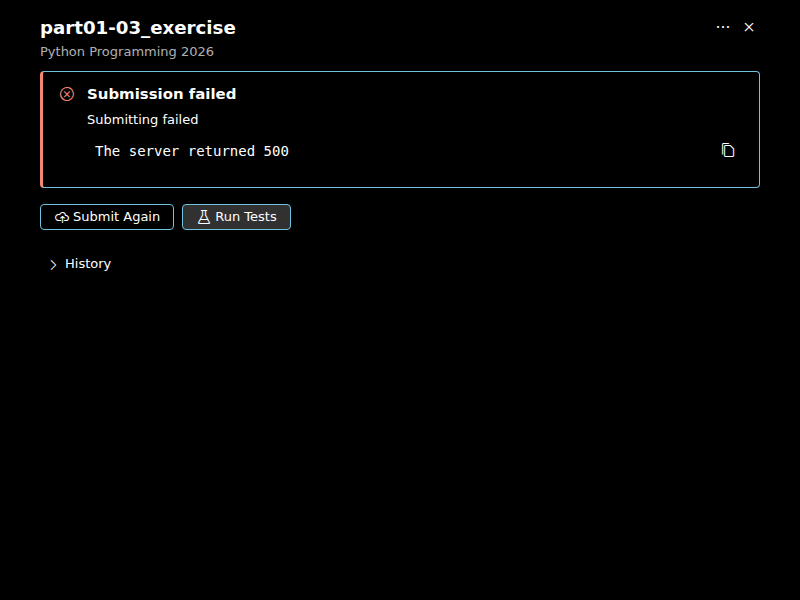 part01-03_exercise
Python Programming 2026
Submission failed
Submitting failed
The server returned 500
Submit Again
Run Tests
History